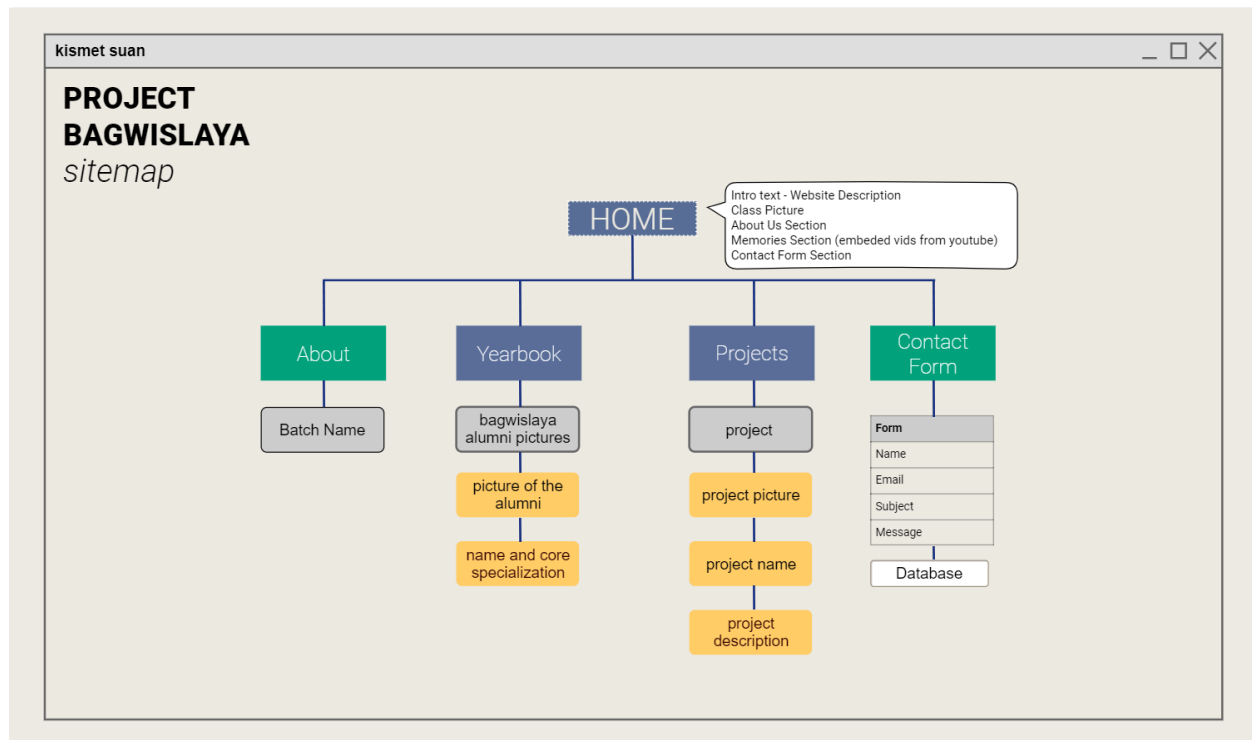 kismet suan
PROJECT
BAGWISLAYA
sitemap
HOME
Intro text - Website Description
Class Picture
About Us Section
Memories Section (embeded vids from youtube)
Contact Form Section
About
Batch Name
Yearbook
bagwislaya
alumni pictures
picture of the
alumni
name and core
specialization
Projects
project
project picture
project name
project
description
Contact
Form
Form
Name
Email
Subject
Message
Database